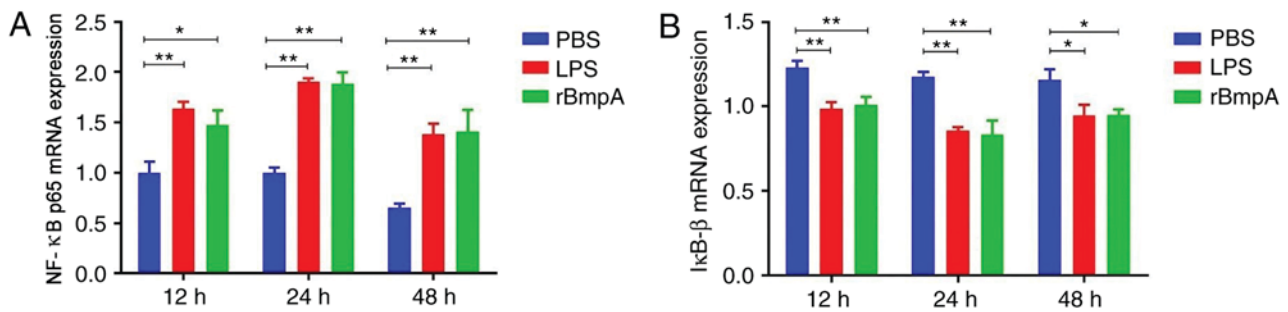 A
NF- κB p65 mRNA expression
2.5
2.0
1.5
1.0
0.5
0.0
*
**
**
**
**
**
12 h
24 h
48 h
PBS
LPS
rBmpA
B
IκB-β mRNA expression
1.5
1.0
0.5
0.0
**
**
**
**
*
*
12 h
24 h
48 h
PBS
LPS
rBmpA